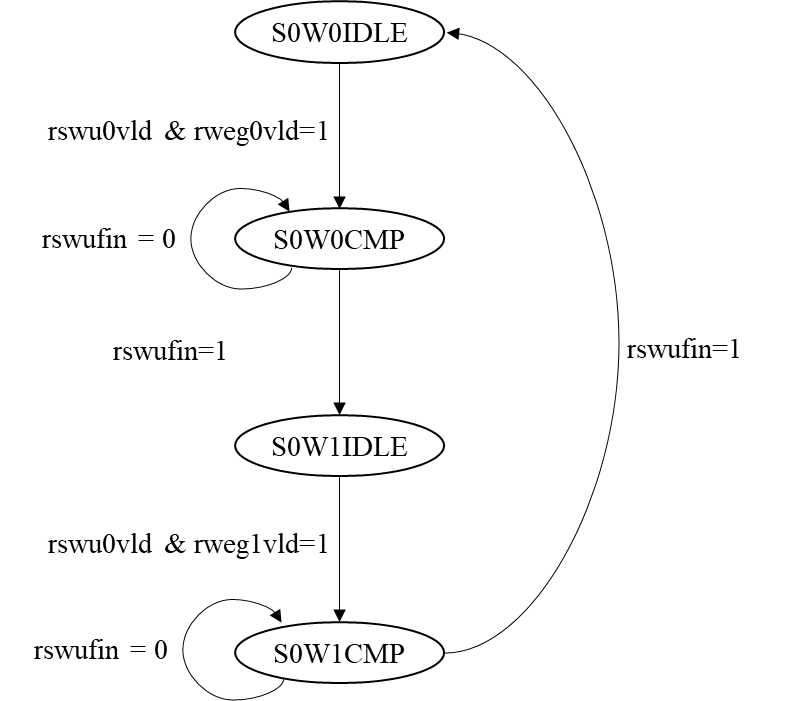 S0W0IDLE
rswu0vld & rweg0vld=1
rswufin = 0
S0W0CMP
rswufin=1
rswufin=1
S0W1IDLE
rswu0vld & rweg1vld=1
rswufin = 0
S0W1CMP